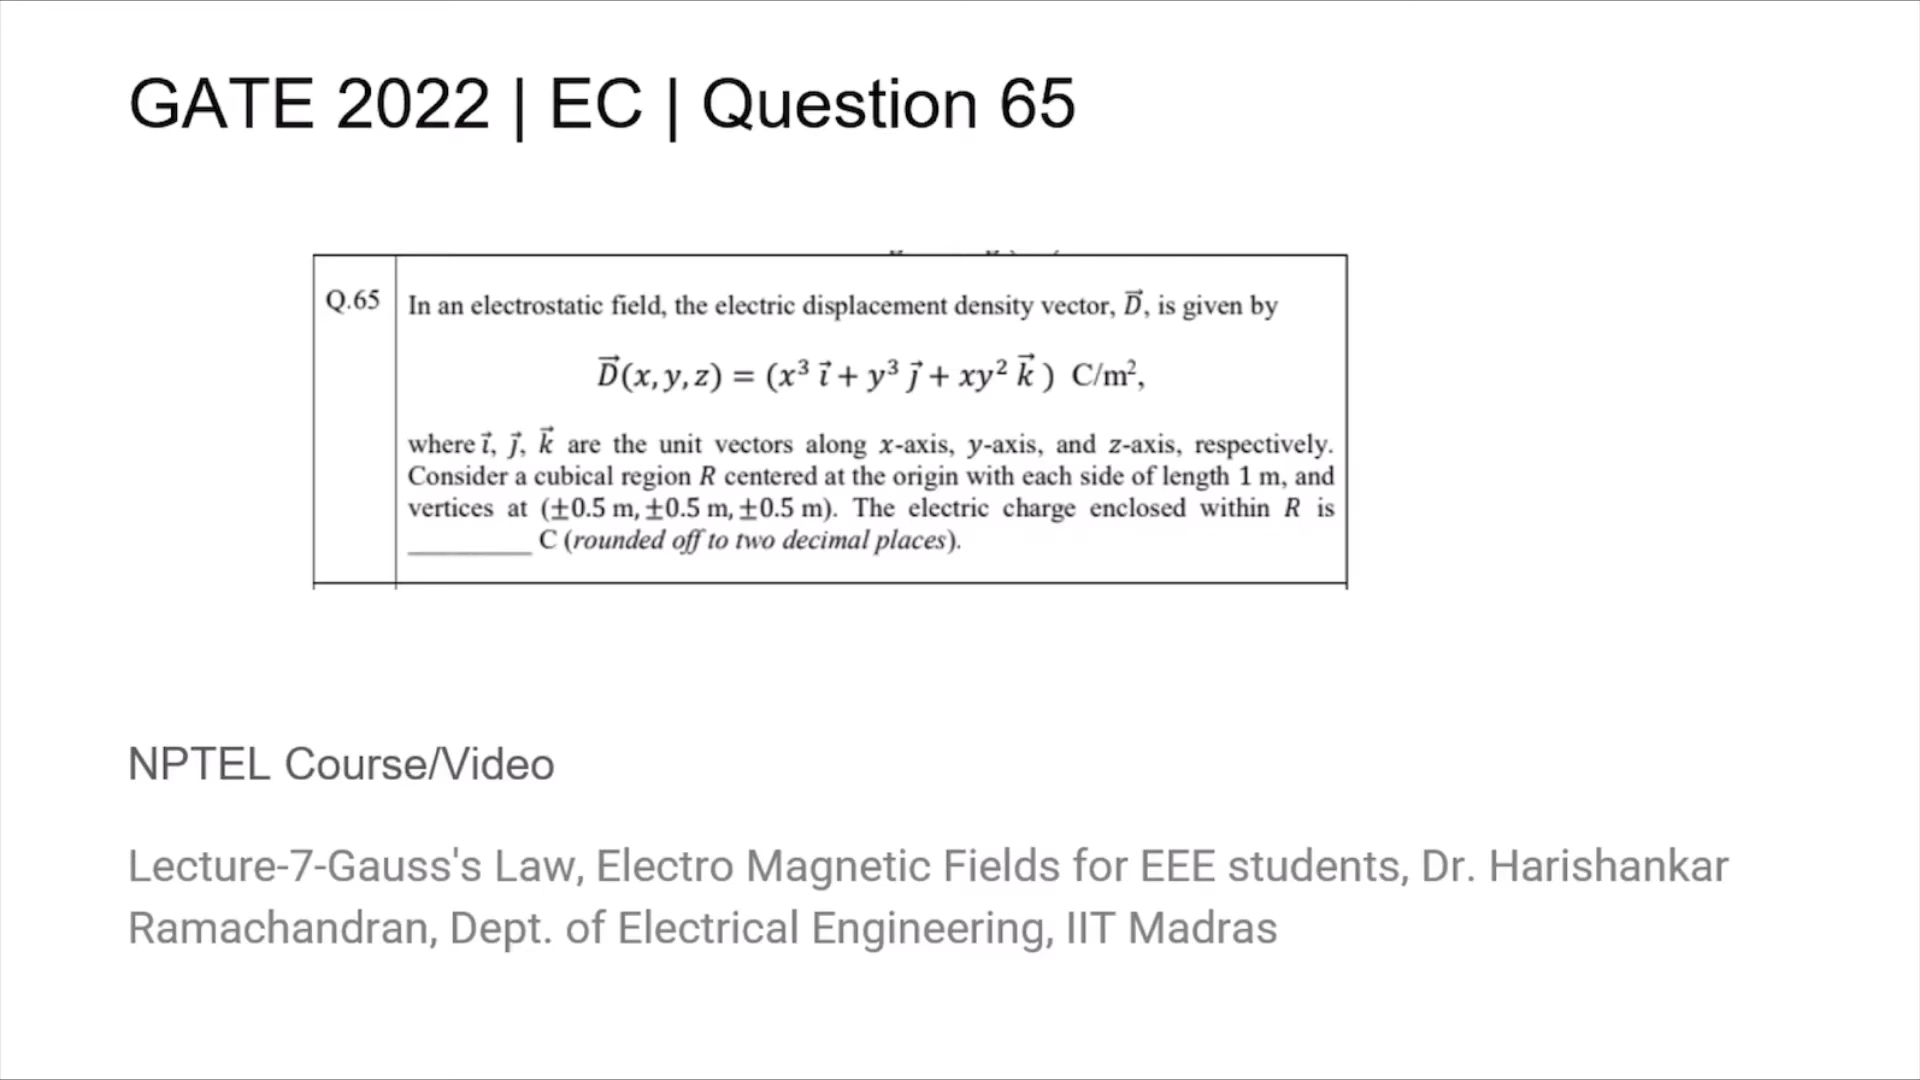 GATE 2022 | EC | Question 65
Q.65 In an electrostatic field, the electric displacement density vector, D⃗, is given by
D⃗(x, y, z) = (x³ i⃗ + y³ j⃗ + xy² k⃗ ) C/m²,
where i⃗, j⃗, k⃗ are the unit vectors along x-axis, y-axis, and z-axis, respectively.
Consider a cubical region R centered at the origin with each side of length 1 m, and
vertices at (±0.5 m, ±0.5 m, ±0.5 m). The electric charge enclosed within R is
__________ C (rounded off to two decimal places).
NPTEL Course/Video
Lecture-7-Gauss's Law, Electro Magnetic Fields for EEE students, Dr. Harishankar
Ramachandran, Dept. of Electrical Engineering, IIT Madras